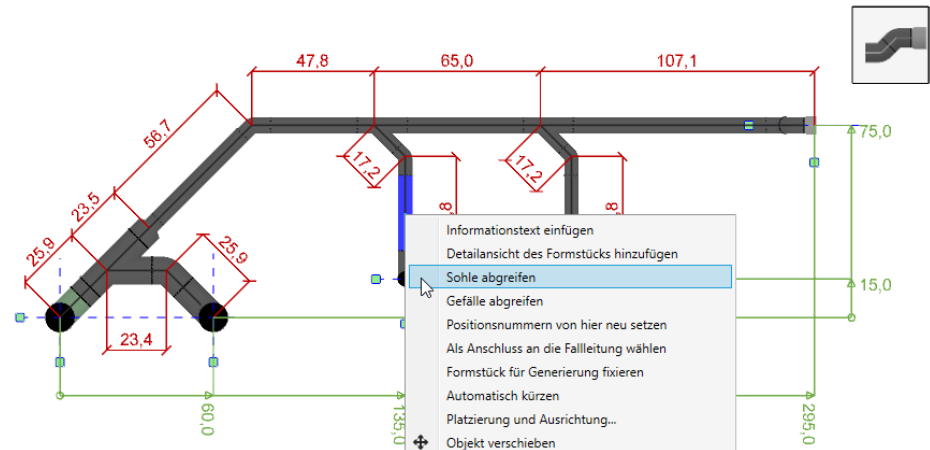 47,8
65,0
107,1
56,7
75,0
17,2
17,2
23,5
,8
,8
25,9
25,9
Informationstext einfügen
Detailansicht des Formstücks hinzufügen
Sohle abgreifen
15,0
Gefälle abgreifen
Positionsnummern von hier neu setzen
23,4
Als Anschluss an die Fallleitung wählen
Formstück für Generierung fixieren
Automatisch kürzen
60,0
135,0
295,0
Platzierung und Ausrichtung...
Objekt verschieben